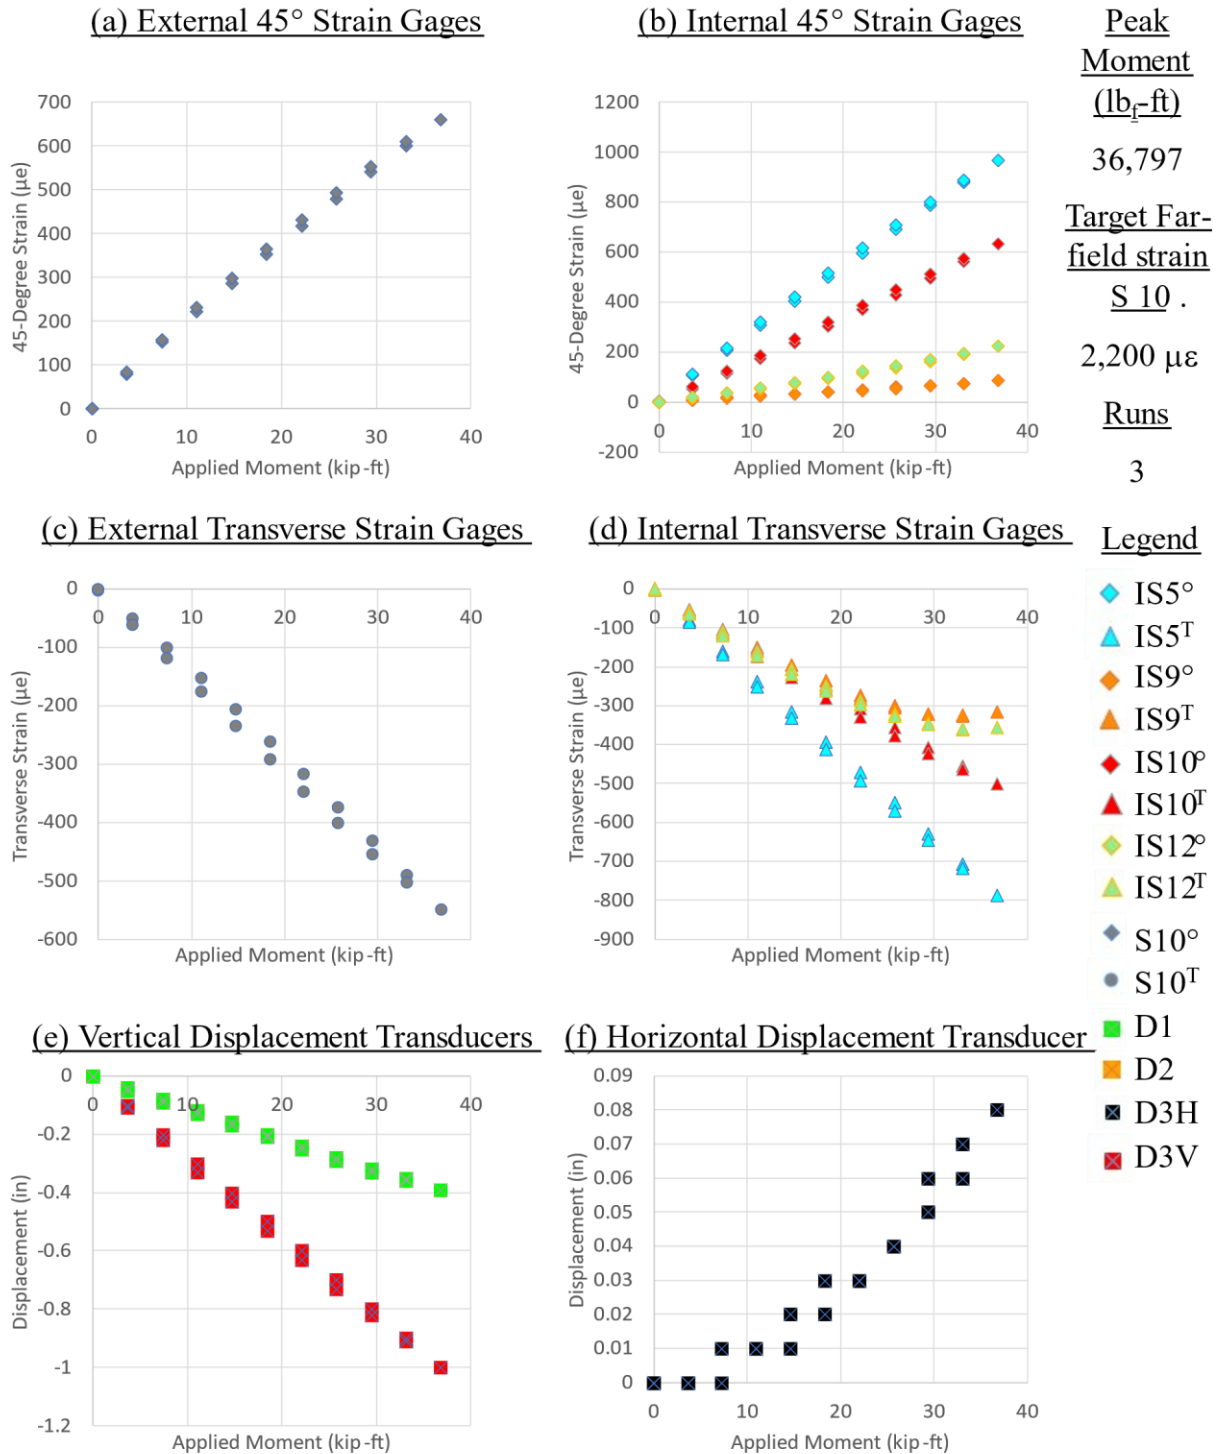 (a) External 45° Strain Gages
700
600
500
400
300
200
100
0
0 10 20 30 40
45-Degree Strain (µe)
Applied Moment (kip-ft)
(b) Internal 45° Strain Gages
1200
1000
800
600
400
200
0
-200
0 10 20 30 40
45-Degree Strain (µe)
Applied Moment (kip-ft)
Peak
Moment
(lbf-ft)
36,797
Target Far-
field strain
S 10 .
2,200 µε
Runs
3
(c) External Transverse Strain Gages
0
-100
-200
-300
-400
-500
-600
0 10 20 30 40
Transverse Strain (µe)
Applied Moment (kip-ft)
(d) Internal Transverse Strain Gages
0
-100
-200
-300
-400
-500
-600
-700
-800
-900
0 10 20 30 40
Transverse Strain (µe)
Applied Moment (kip-ft)
Legend
IS5°
IS5ᵀ
IS9°
IS9ᵀ
IS10°
IS10ᵀ
IS12°
IS12ᵀ
S10°
S10ᵀ
D1
D2
D3H
D3V
(e) Vertical Displacement Transducers
0
-0.2
-0.4
-0.6
-0.8
-1
-1.2
0 10 20 30 40
Displacement (in)
Applied Moment (kip-ft)
(f) Horizontal Displacement Transducer
0.09
0.08
0.07
0.06
0.05
0.04
0.03
0.02
0.01
0
0 10 20 30 40
Displacement (in)
Applied Moment (kip-ft)